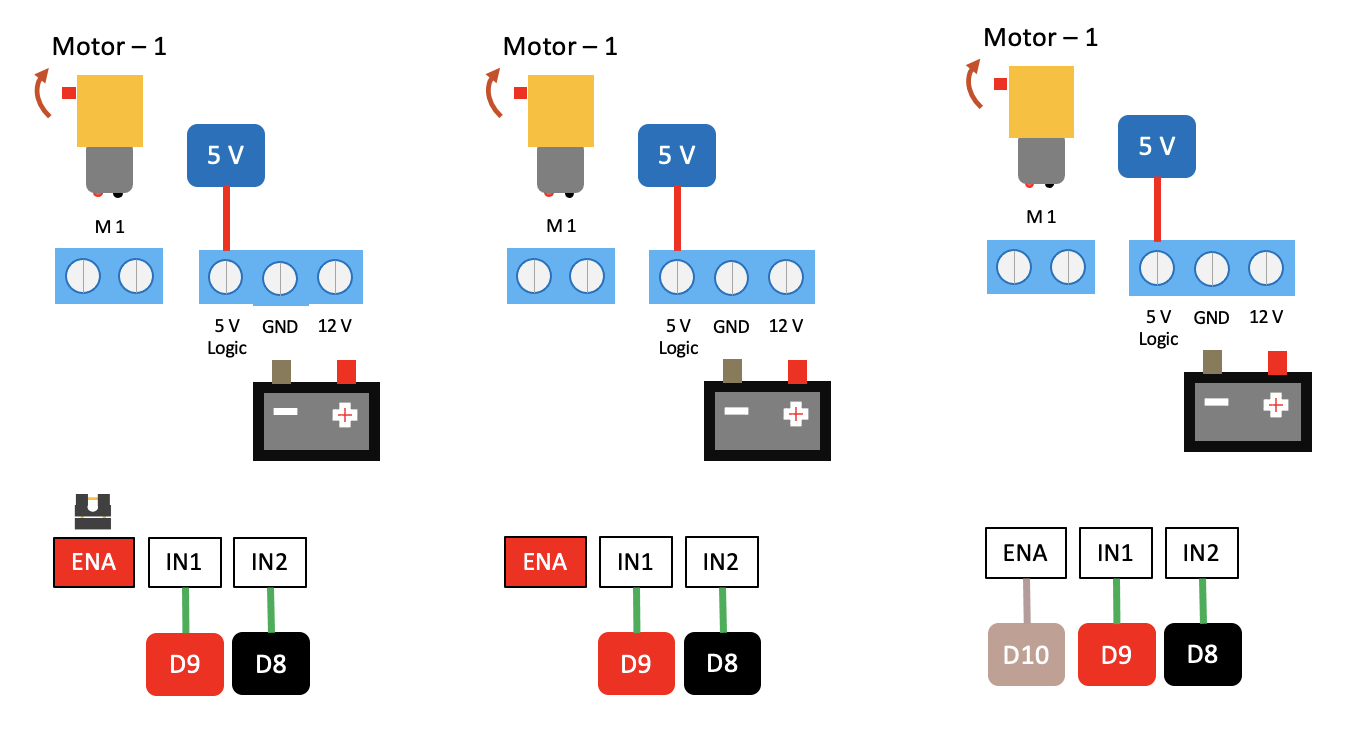 Motor – 1
5 V
M 1
5 V
Logic
GND
12 V
ENA
IN1
IN2
D9
D8
Motor – 1
5 V
M 1
5 V
Logic
GND
12 V
ENA
IN1
IN2
D9
D8
Motor – 1
5 V
M 1
5 V
Logic
GND
12 V
ENA
IN1
IN2
D10
D9
D8